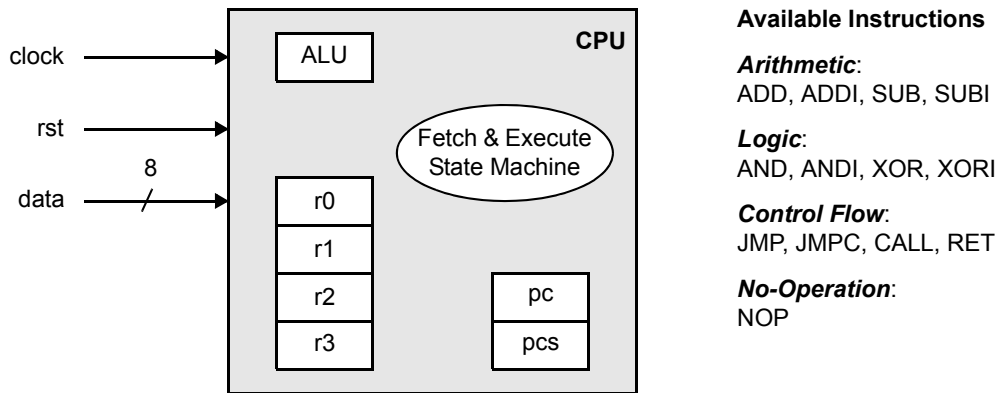 clock
rst
data
8
ALU
CPU
Fetch & Execute
State Machine
r0
r1
r2
r3
pc
pcs
Available Instructions
Arithmetic:
ADD, ADDI, SUB, SUBI
Logic:
AND, ANDI, XOR, XORI
Control Flow:
JMP, JMPC, CALL, RET
No-Operation:
NOP